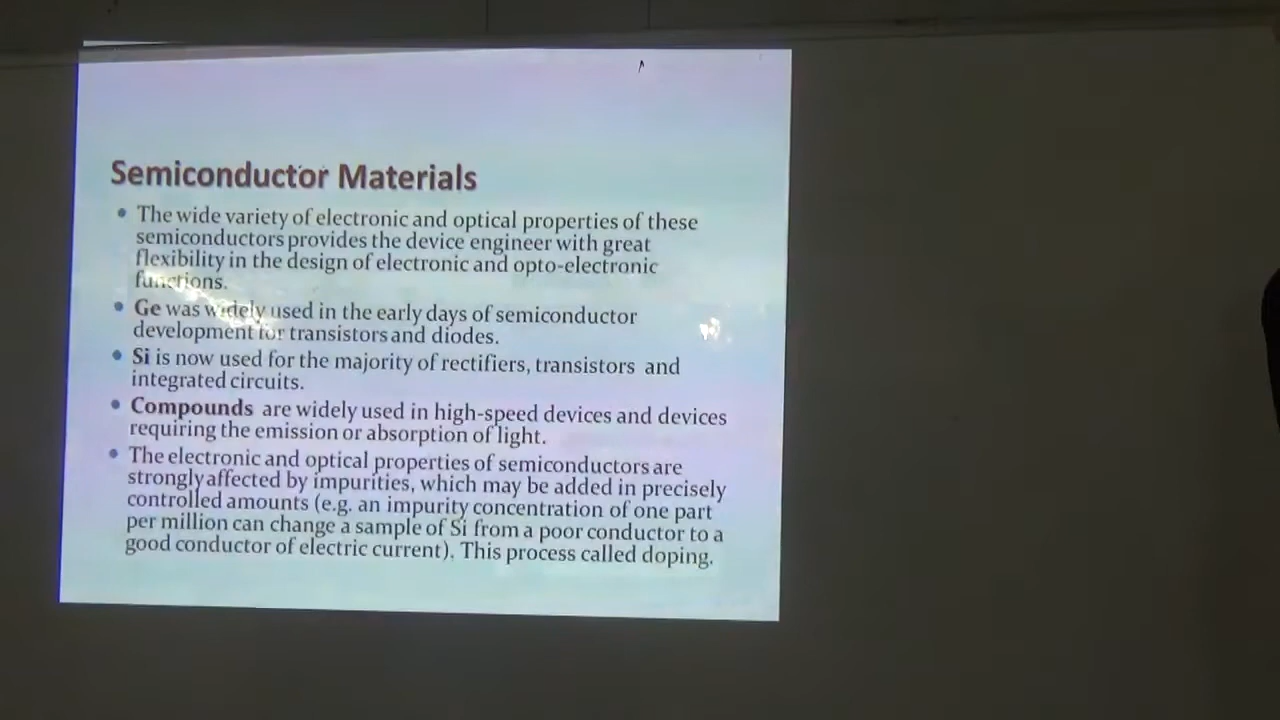 Semiconductor Materials
• The wide variety of electronic and optical properties of these
semiconductors provides the device engineer with great
flexibility in the design of electronic and opto-electronic
functions.
• Ge was widely used in the early days of semiconductor
development for transistors and diodes.
• Si is now used for the majority of rectifiers, transistors and
integrated circuits.
• Compounds are widely used in high-speed devices and devices
requiring the emission or absorption of light.
• The electronic and optical properties of semiconductors are
strongly affected by impurities, which may be added in precisely
controlled amounts (e.g. an impurity concentration of one part
per million can change a sample of Si from a poor conductor to a
good conductor of electric current). This process called doping.